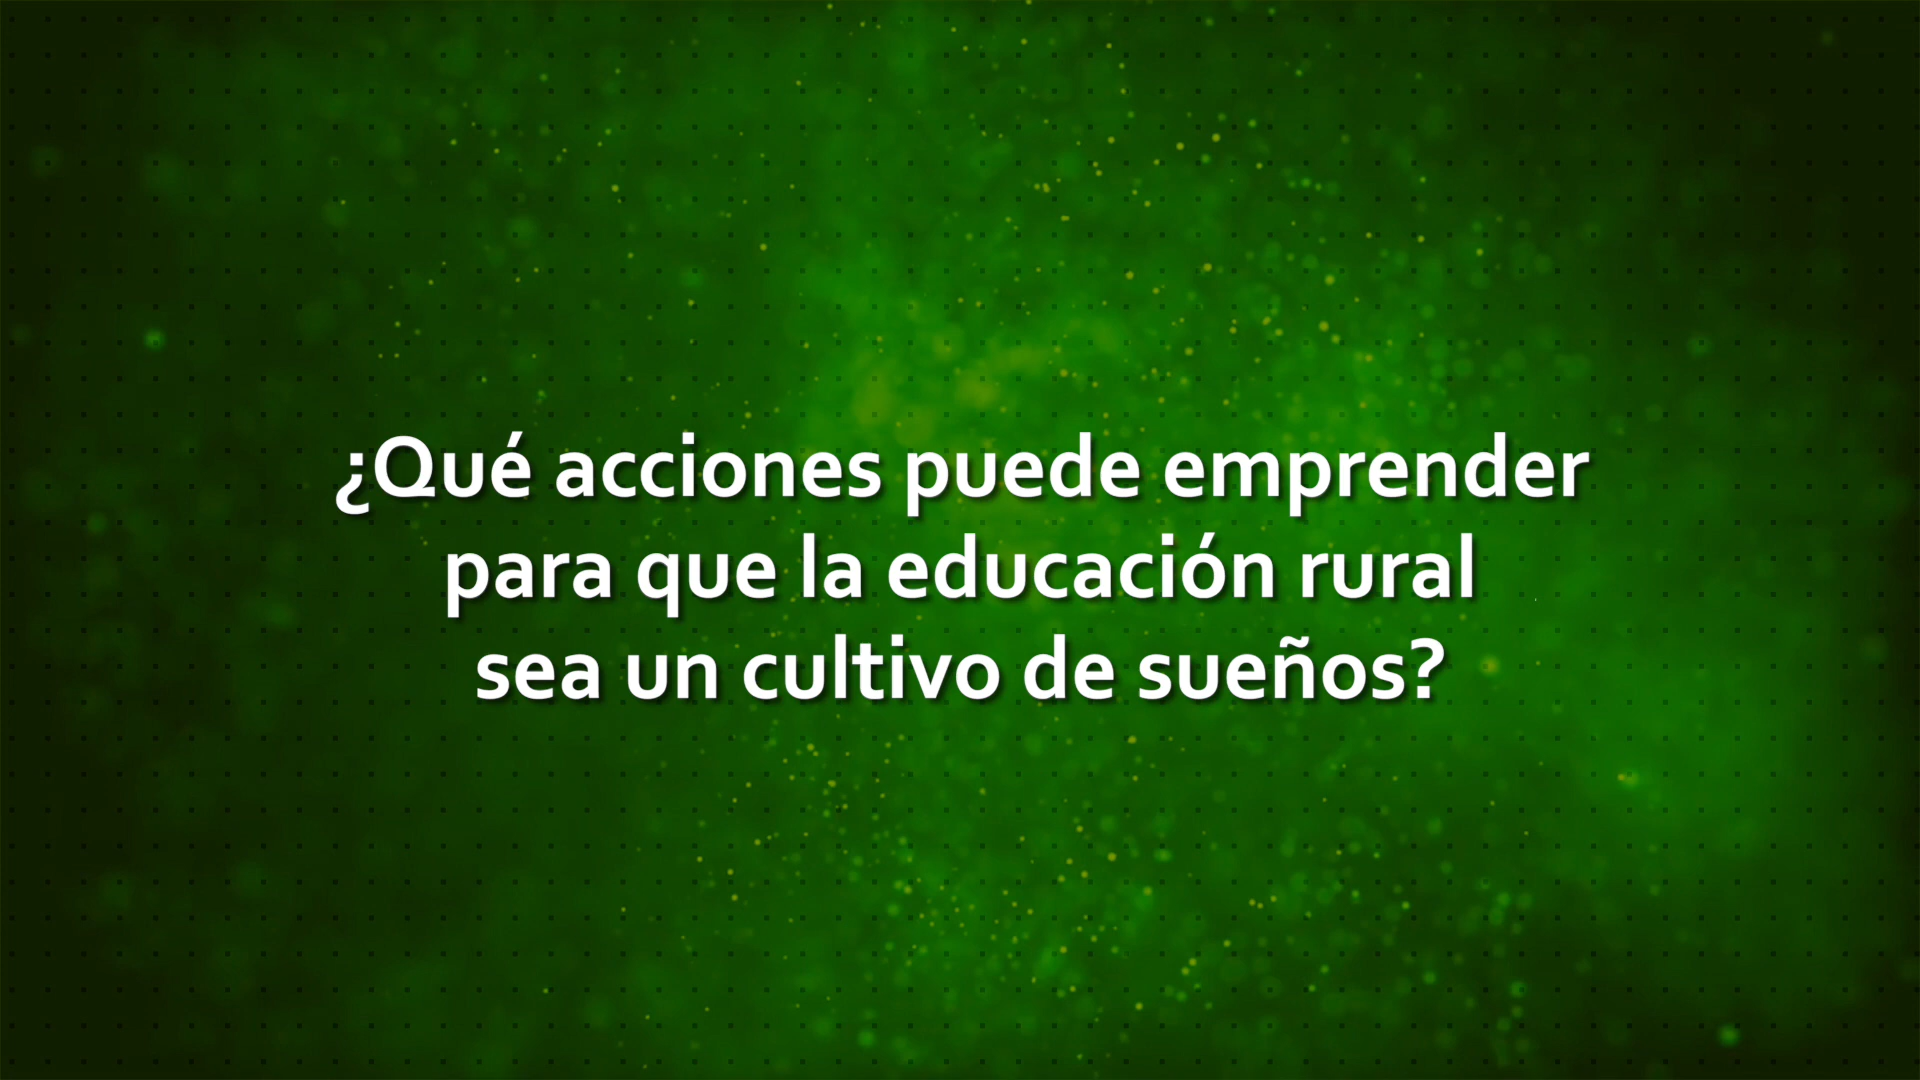 ¿Qué acciones puede emprender
para que la educación rural
sea un cultivo de sueños?